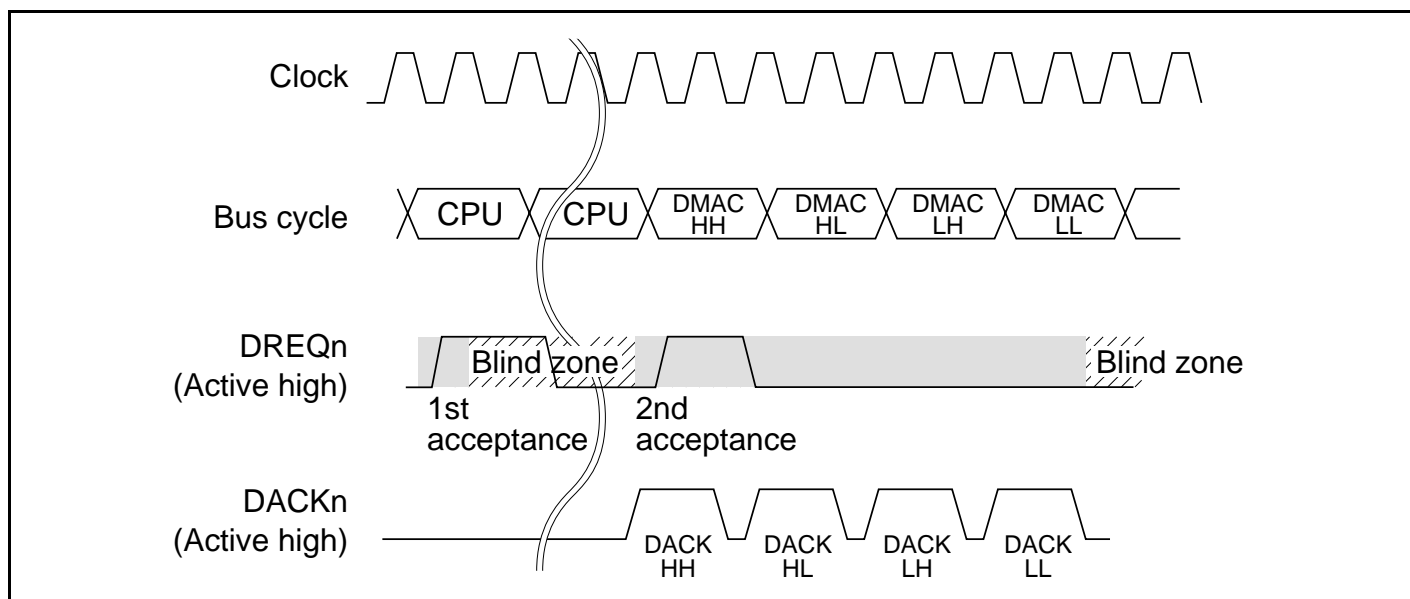 Clock
Bus cycle
CPU
CPU
DMAC
HH
DMAC
HL
DMAC
LH
DMAC
LL
DREQn
(Active high)
Blind zone
Blind zone
1st
acceptance
2nd
acceptance
DACKn
(Active high)
DACK
HH
DACK
HL
DACK
LH
DACK
LL